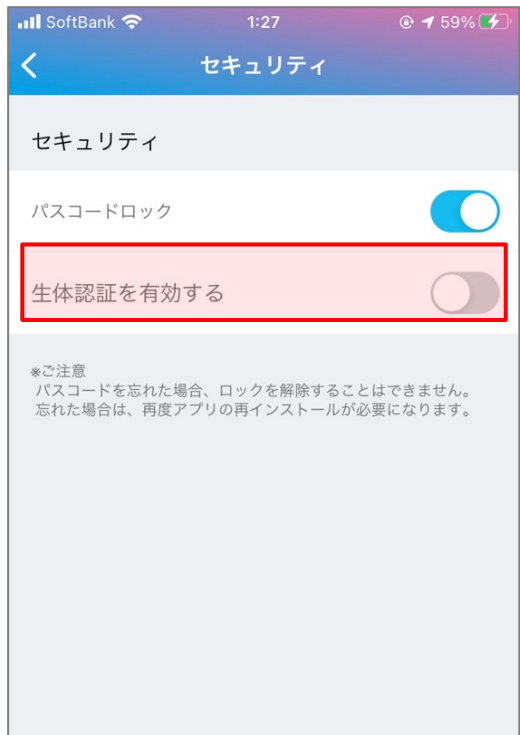 SoftBank 1:27 59%
セキュリティ
セキュリティ
パスコードロック
生体認証を有効する
※ご注意
パスコードを忘れた場合、ロックを解除することはできません。
忘れた場合は、再度アプリの再インストールが必要になります。